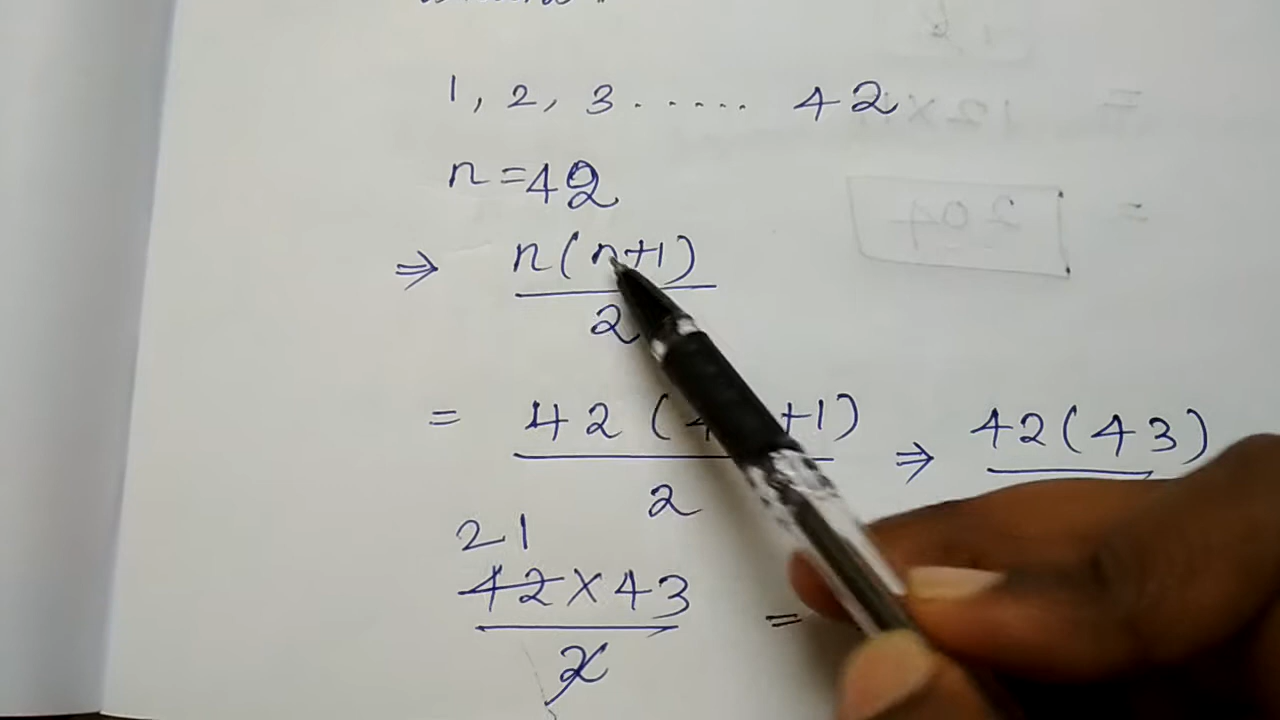 1, 2, 3 ...... 42
n = 42
⇒ n(n+1)
2
= 42 (4 +1) ⇒ 42(43)
2
21
42 × 43 =
2